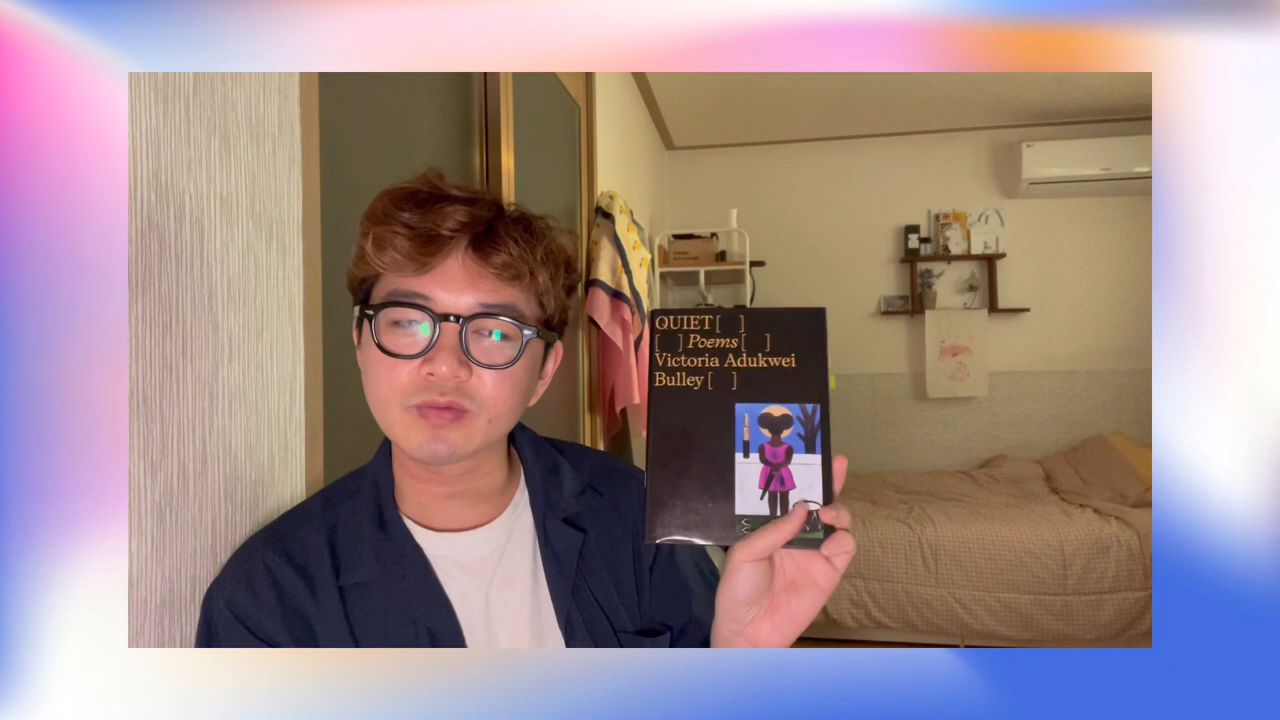 QUIET [ ]
[ ] Poems [ ]
Victoria Adukwei
Bulley [ ]